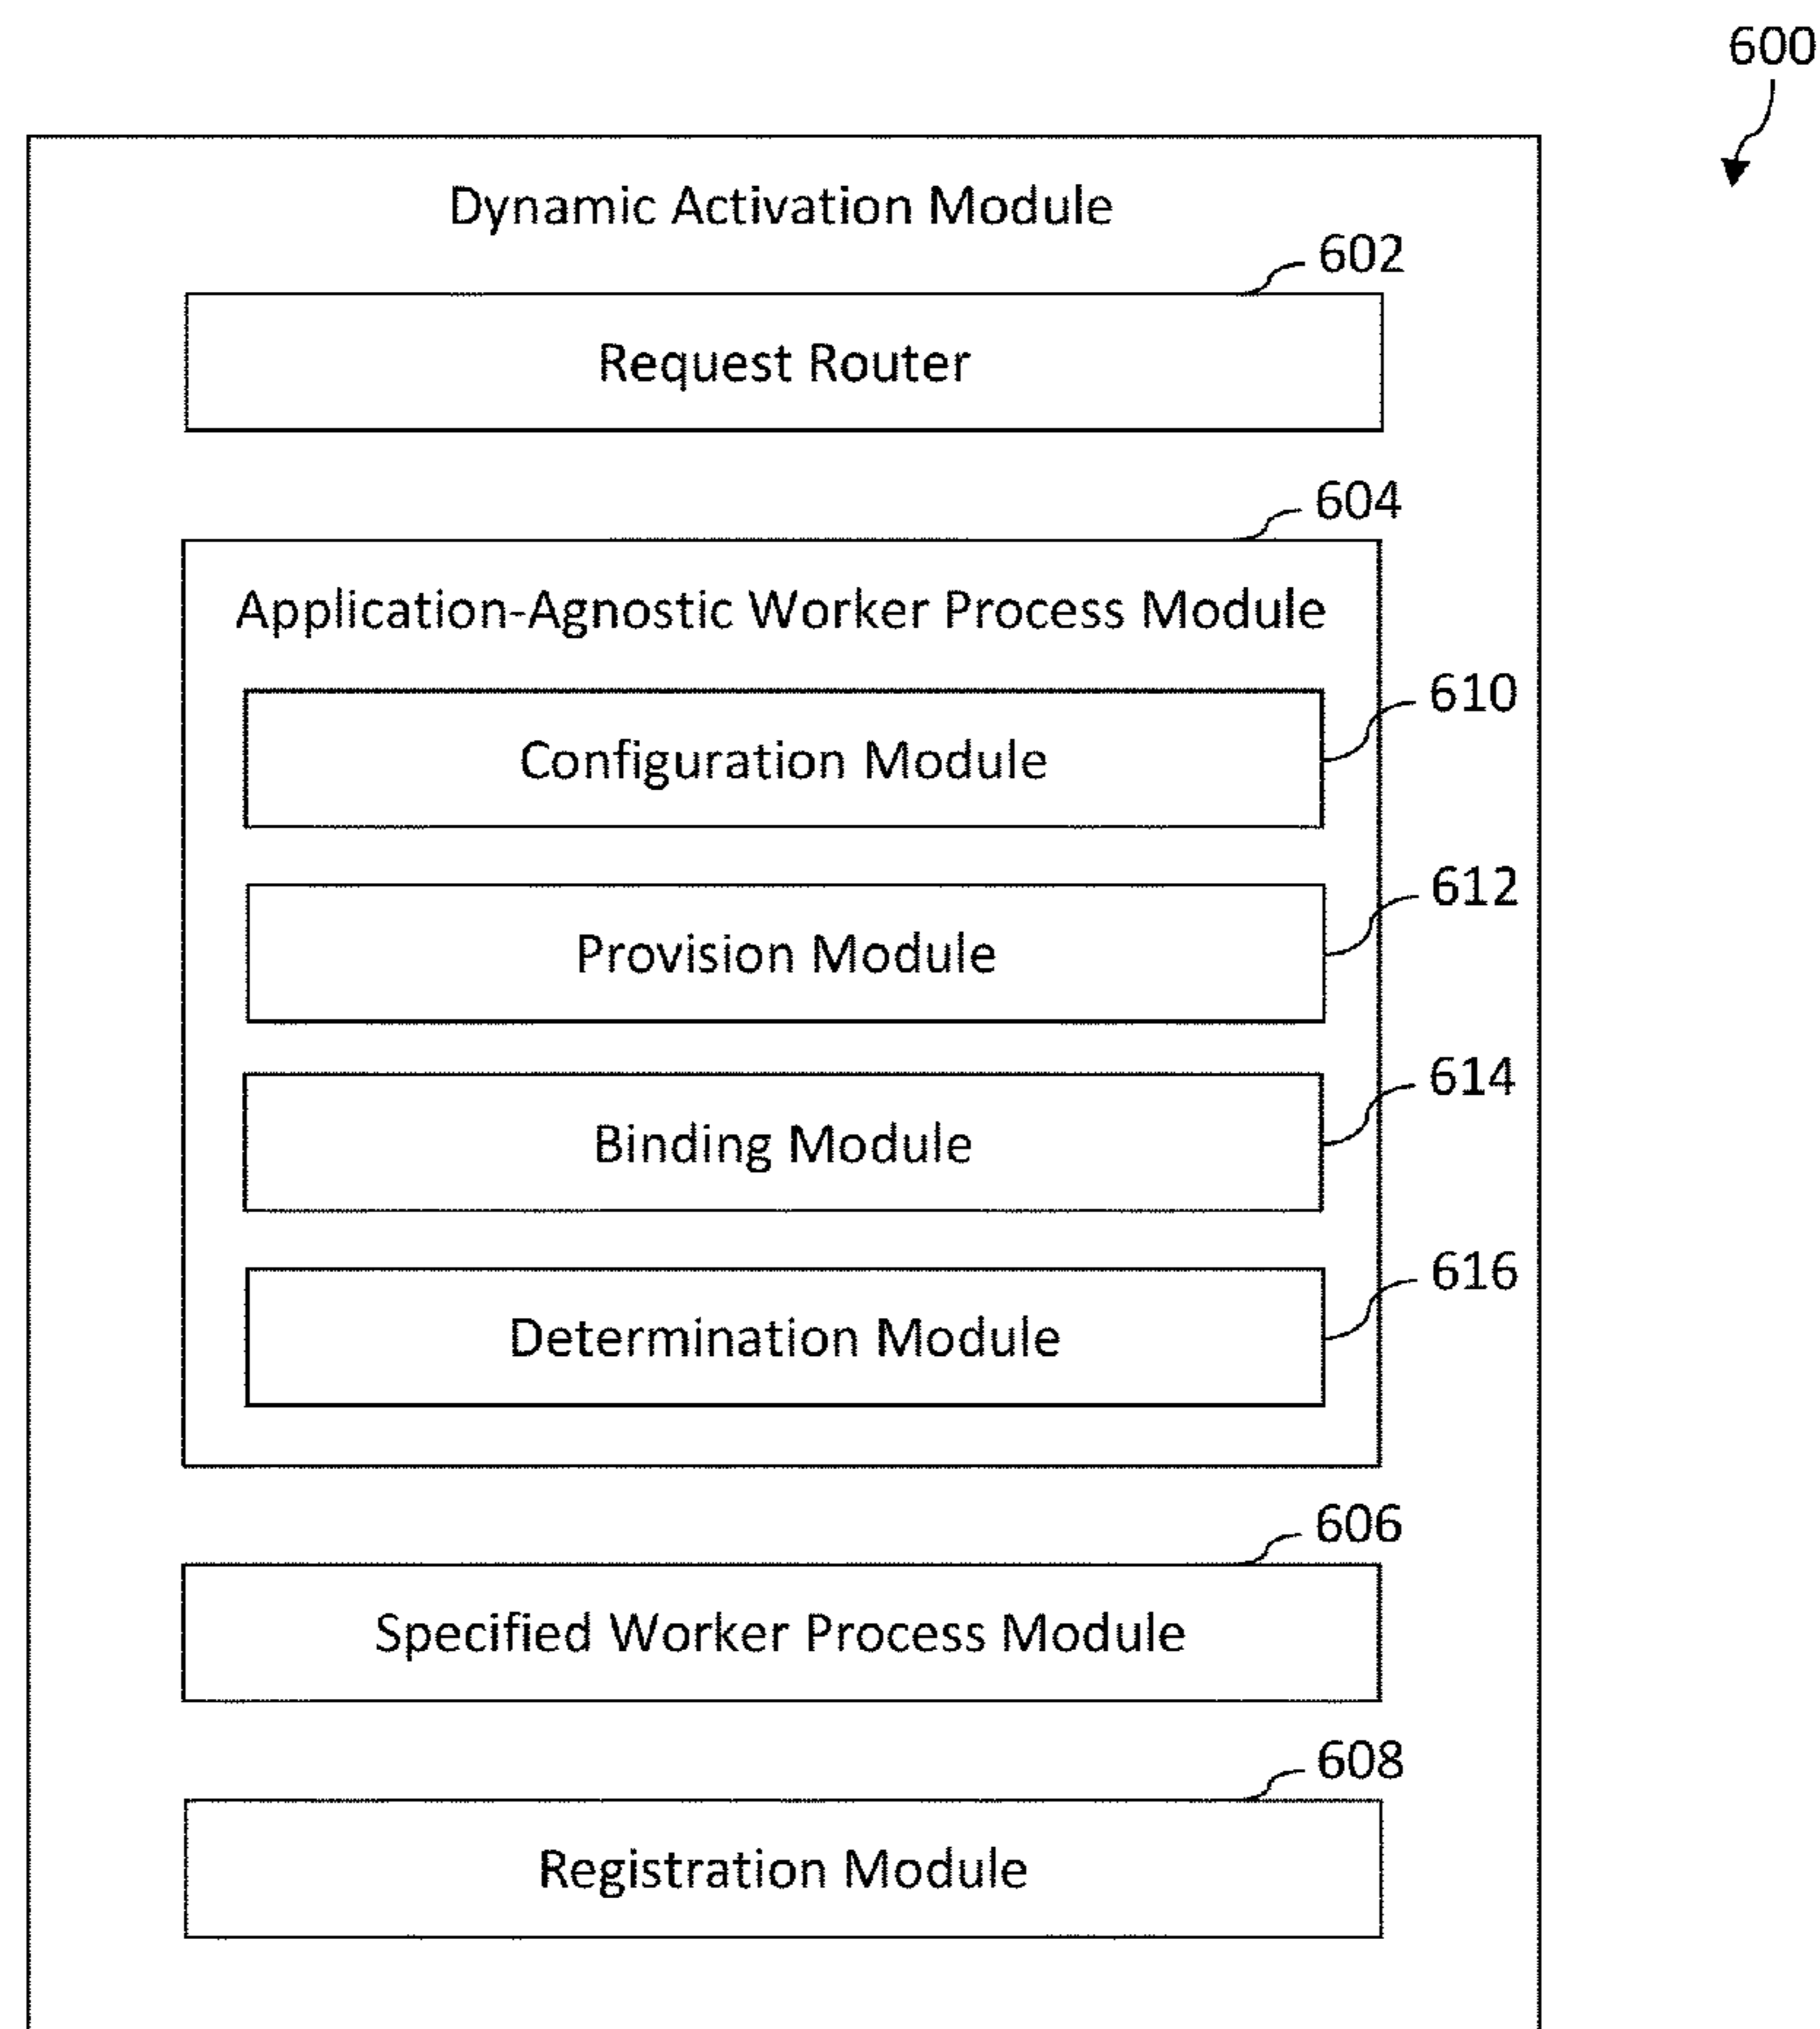 600
Dynamic Activation Module
602
Request Router
604
Application-Agnostic Worker Process Module
610
Configuration Module
612
Provision Module
614
Binding Module
616
Determination Module
606
Specified Worker Process Module
608
Registration Module